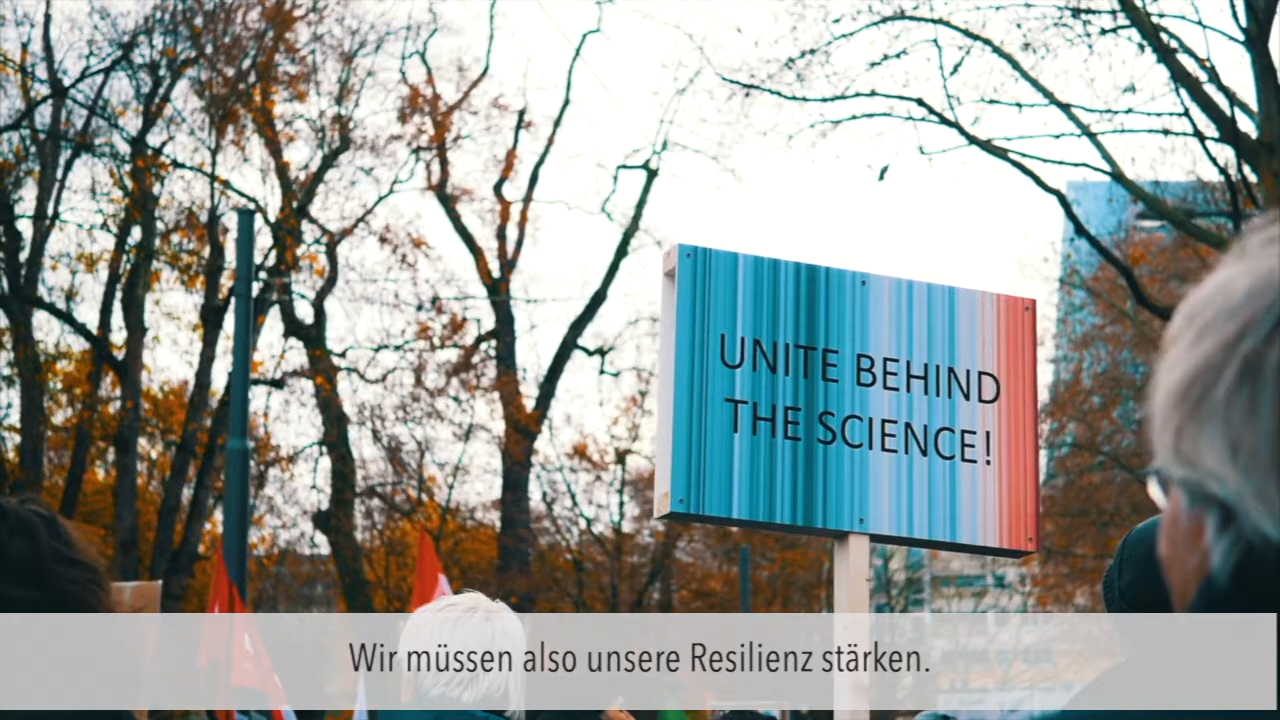 UNITE BEHIND
THE SCIENCE!
Wir müssen also unsere Resilienz stärken.